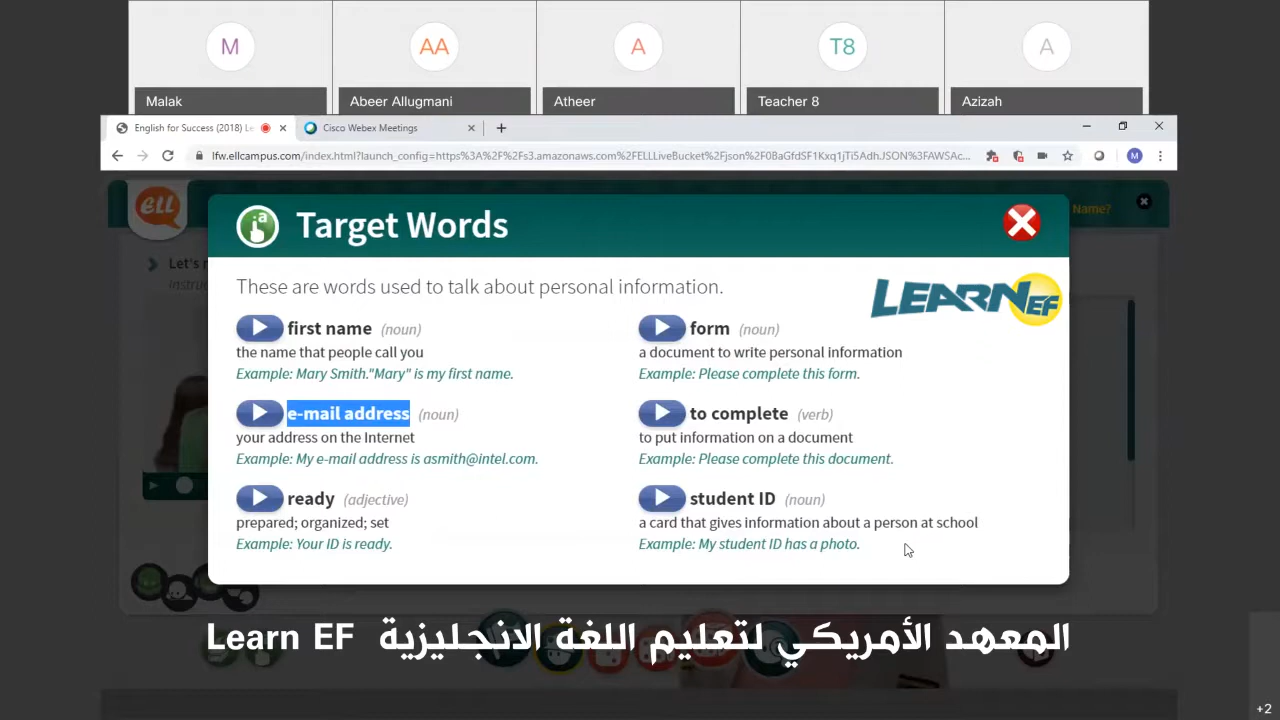 M
AA
A
T8
A
Malak
Abeer Allugmani
Atheer
Teacher 8
Azizah
English for Success (2018) Le
Cisco Webex Meetings
lfw.ellcampus.com/index.html?launch_config=https%3A%2F%2Fs3.amazonaws.com%2FELLLiveBucket%2Fjson%2F0BaGfdSF1Kxq1jTi5AdhJSON%3FAWSAc...
M
ell
Name?
Let's r
Instruc
Target Words
These are words used to talk about personal information.
LEARN EF
first name (noun)
the name that people call you
Example: Mary Smith."Mary" is my first name.
e-mail address (noun)
your address on the Internet
Example: My e-mail address is asmith@intel.com.
ready (adjective)
prepared; organized; set
Example: Your ID is ready.
form (noun)
a document to write personal information
Example: Please complete this form.
to complete (verb)
to put information on a document
Example: Please complete this document.
student ID (noun)
a card that gives information about a person at school
Example: My student ID has a photo.
المعهد الأمريكي لتعليم اللغة الانجليزية Learn EF
+2